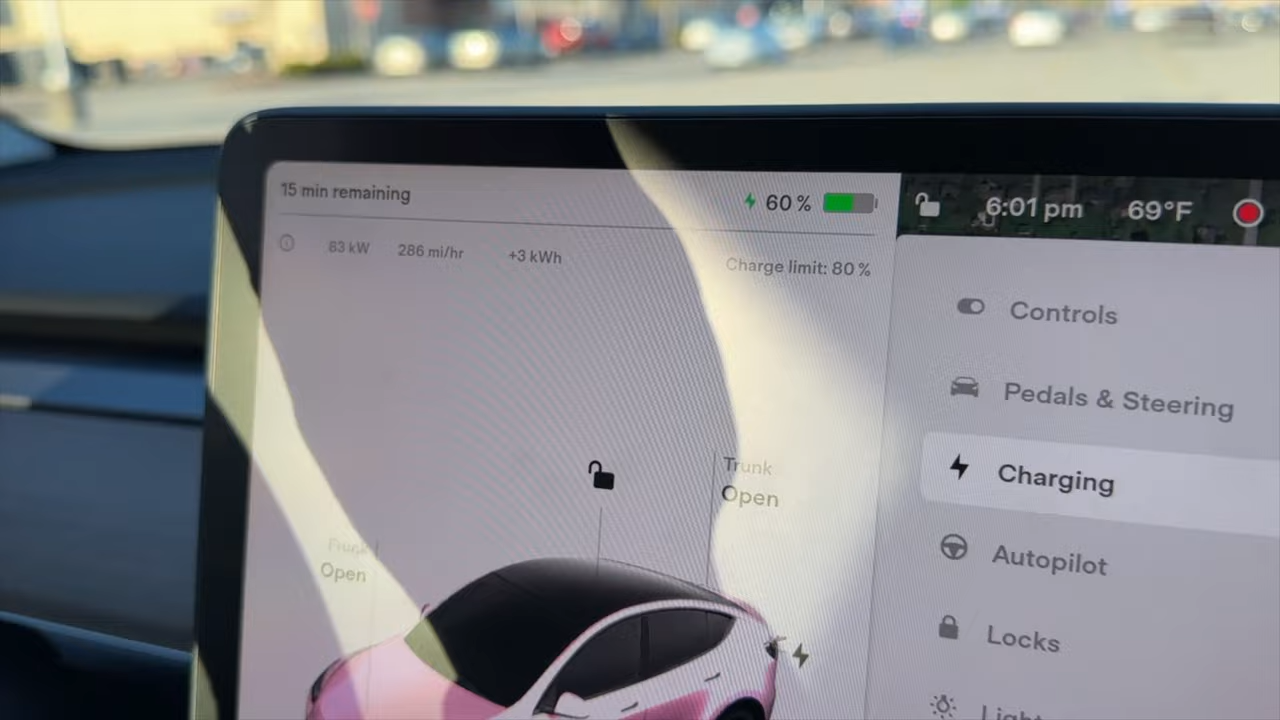 15 min remaining
60 %
83 kW 286 mi/hr +3 kWh
Charge limit: 80 %
Trunk
Open
Frunk
Open
6:01 pm 69°F
Controls
Pedals & Steering
Charging
Autopilot
Locks